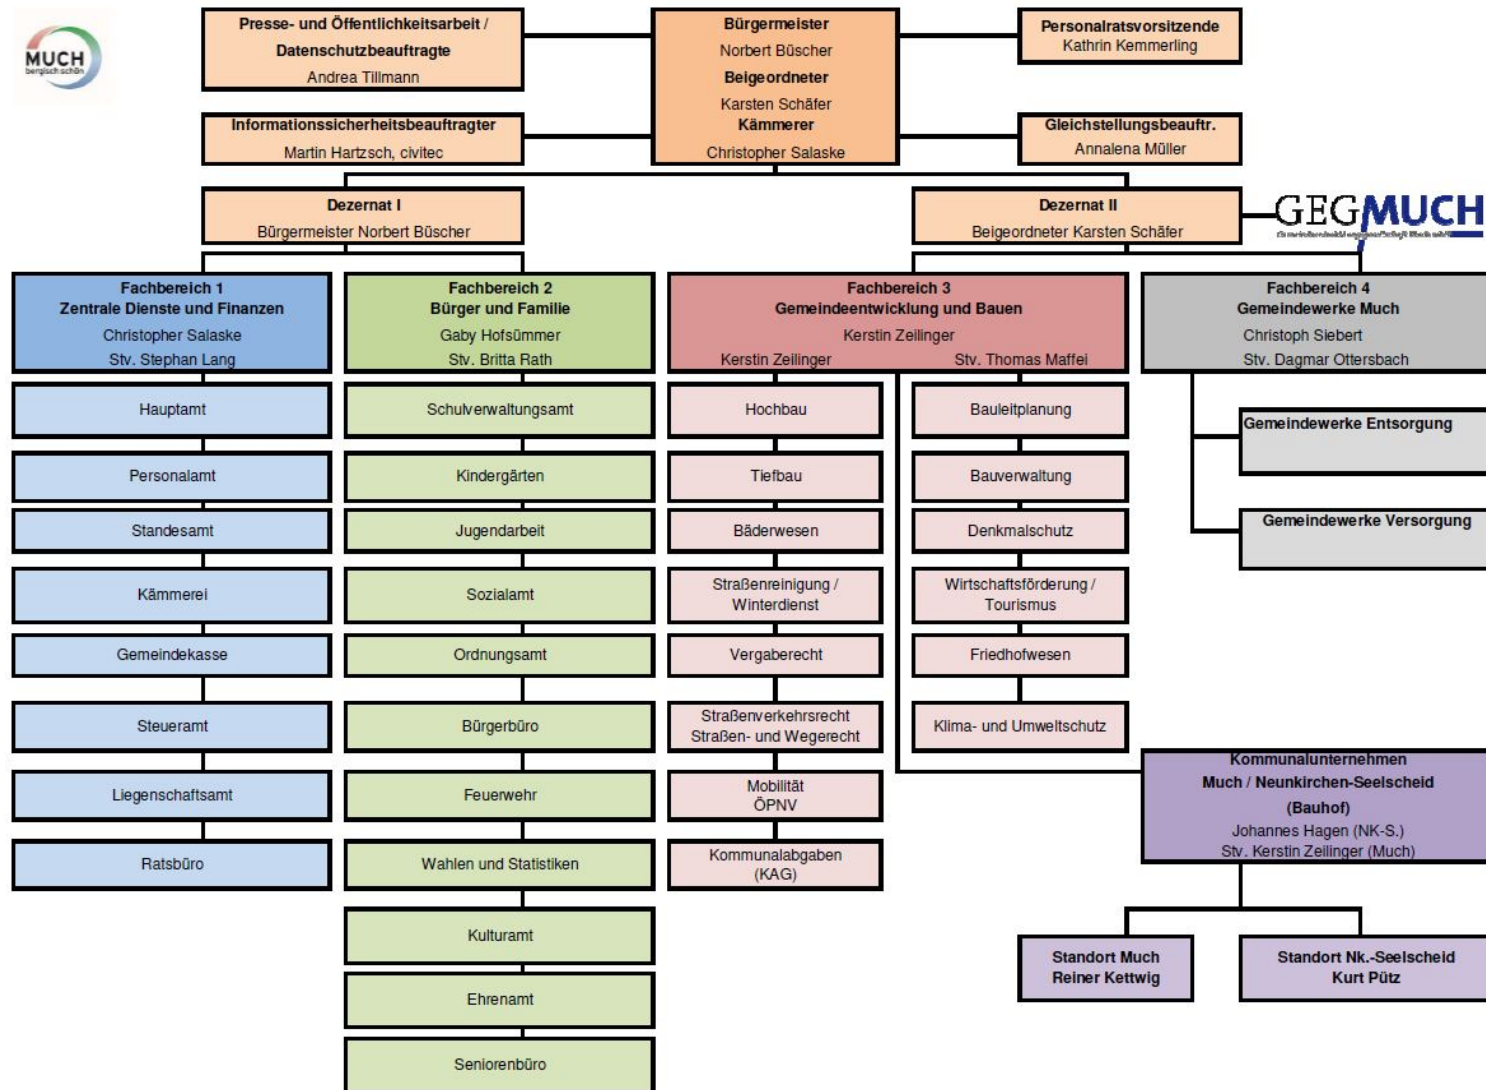 MUCH
bergisch schön
Presse- und Öffentlichkeitsarbeit /
Datenschutzbeauftragte
Andrea Tillmann
Bürgermeister
Norbert Büscher
Beigeordneter
Karsten Schäfer
Kämmerer
Christopher Salaske
Personalratsvorsitzende
Kathrin Kemmerling
Informationssicherheitsbeauftragter
Martin Hartzsch, civitec
Gleichstellungsbeauftr.
Annalena Müller
Dezernat I
Bürgermeister Norbert Büscher
Dezernat II
Beigeordneter Karsten Schäfer
GEGMUCH
Fachbereich 1
Zentrale Dienste und Finanzen
Christopher Salaske
Stv. Stephan Lang
Hauptamt
Personalamt
Standesamt
Kämmerei
Gemeindekasse
Steueramt
Liegenschaftsamt
Ratsbüro
Fachbereich 2
Bürger und Familie
Gaby Hofsümmer
Stv. Britta Rath
Schulverwaltungsamt
Kindergärten
Jugendarbeit
Sozialamt
Ordnungsamt
Bürgerbüro
Feuerwehr
Wahlen und Statistiken
Kulturamt
Ehrenamt
Seniorenbüro
Fachbereich 3
Gemeindeentwicklung und Bauen
Kerstin Zeilinger
Kerstin Zeilinger
Stv. Thomas Maffei
Hochbau
Tiefbau
Bäderwesen
Straßenreinigung /
Winterdienst
Vergaberecht
Straßenverkehrsrecht
Straßen- und Wegerecht
Mobilität
ÖPNV
Kommunalabgaben
(KAG)
Bauleitplanung
Bauverwaltung
Denkmalschutz
Wirtschaftsförderung /
Tourismus
Friedhofwesen
Klima- und Umweltschutz
Fachbereich 4
Gemeindewerke Much
Christoph Siebert
Stv. Dagmar Ottersbach
Gemeindewerke Entsorgung
Gemeindewerke Versorgung
Kommunalunternehmen
Much / Neunkirchen-Seelscheid
(Bauhof)
Johannes Hagen (NK-S.)
Stv. Kerstin Zeilinger (Much)
Standort Much
Reiner Kettwig
Standort Nk.-Seelscheid
Kurt Pütz